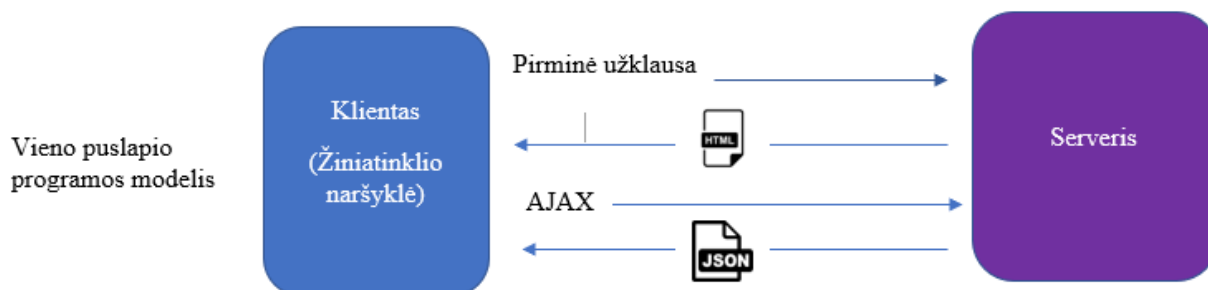 Vieno puslapio
programos modelis
Klientas
(Žiniatinklio
naršyklė)
Pirminė užklausa
HTML
AJAX
JSON
Serveris